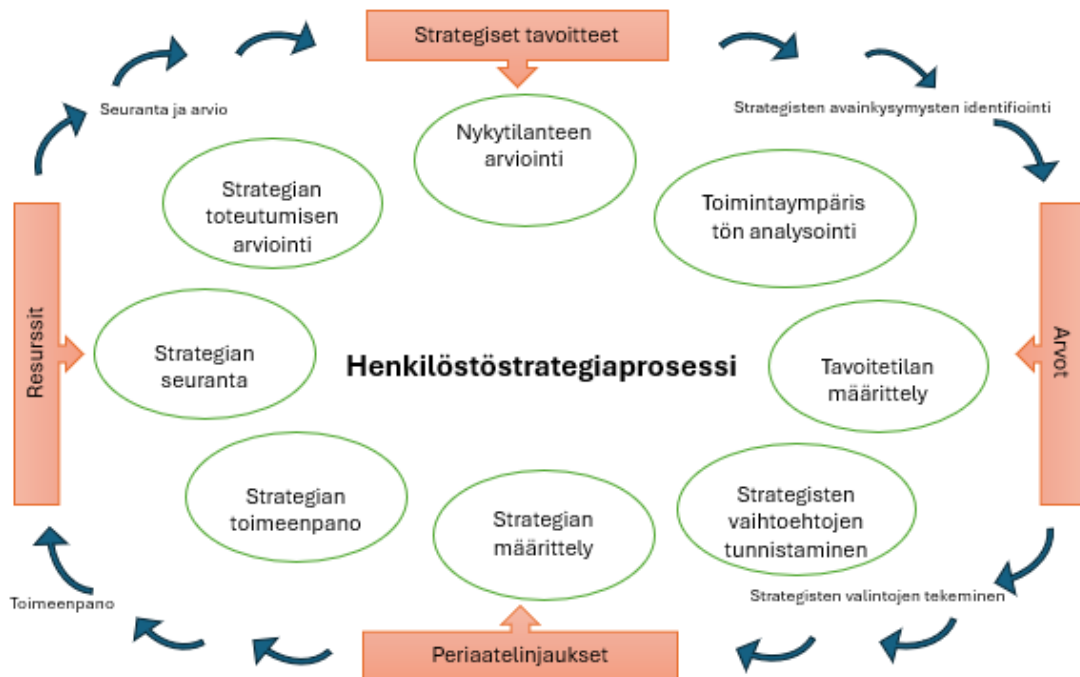 Strategiset tavoitteet
Seuranta ja arvio
Strategisten avainkysymysten identifiointi
Nykytilanteen
arviointi
Strategian
toteutumisen
arviointi
Toimintaympäris
tön analysointi
Resurssit
Strategian
seuranta
Henkilöstöstrategiaprosessi
Tavoitetilan
määrittely
Arvot
Strategian
toimeenpano
Strategian
määrittely
Strategisten
vaihtoehtojen
tunnistaminen
Toimeenpano
Strategisten valintojen tekeminen
Periaatelinjaukset